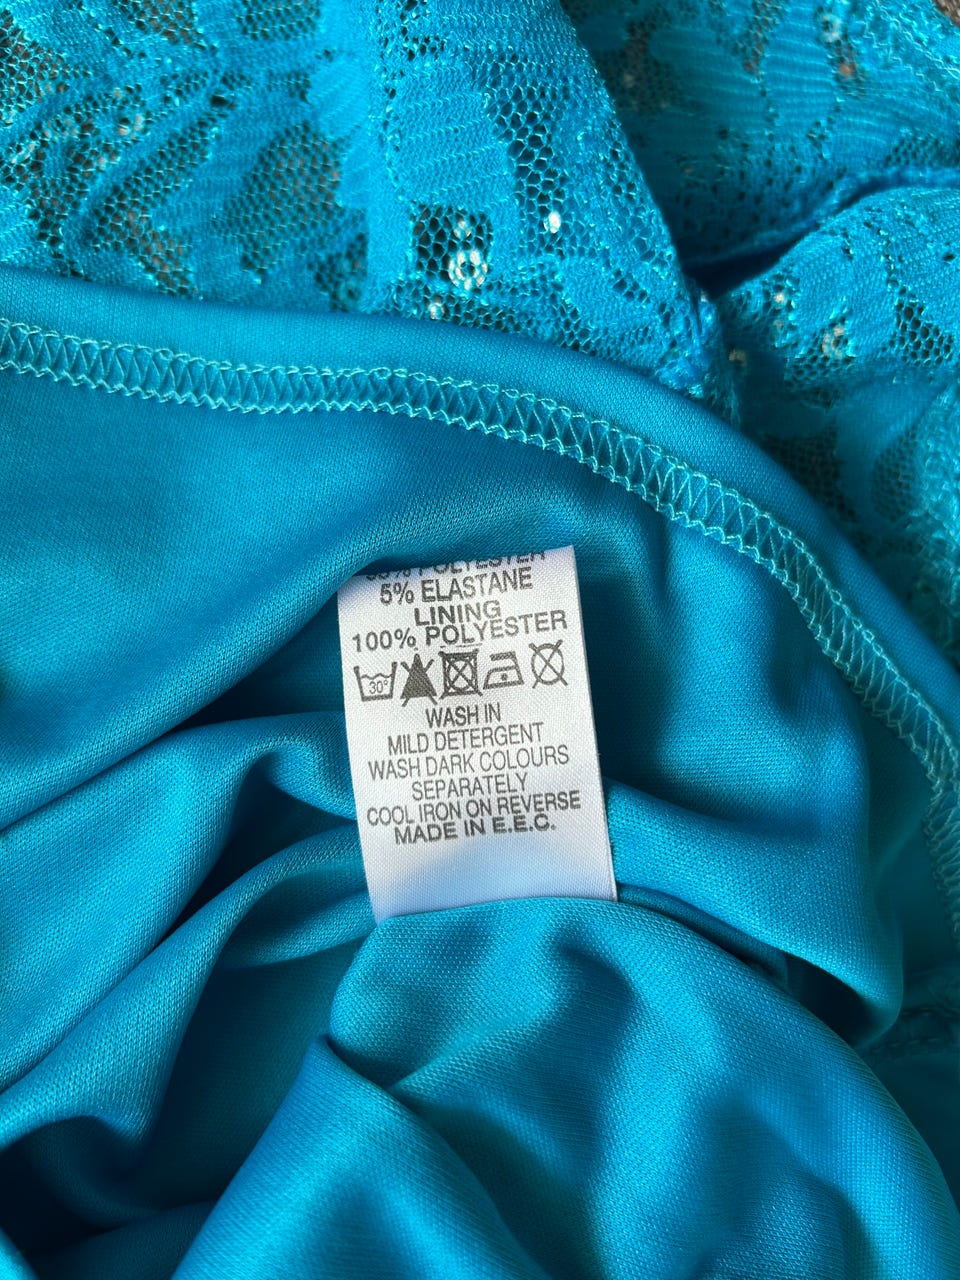 % POLYESTER
5% ELASTANE
LINING
100% POLYESTER
30°
WASH IN
MILD DETERGENT
WASH DARK COLOURS
SEPARATELY
COOL IRON ON REVERSE
MADE IN E.E.C.